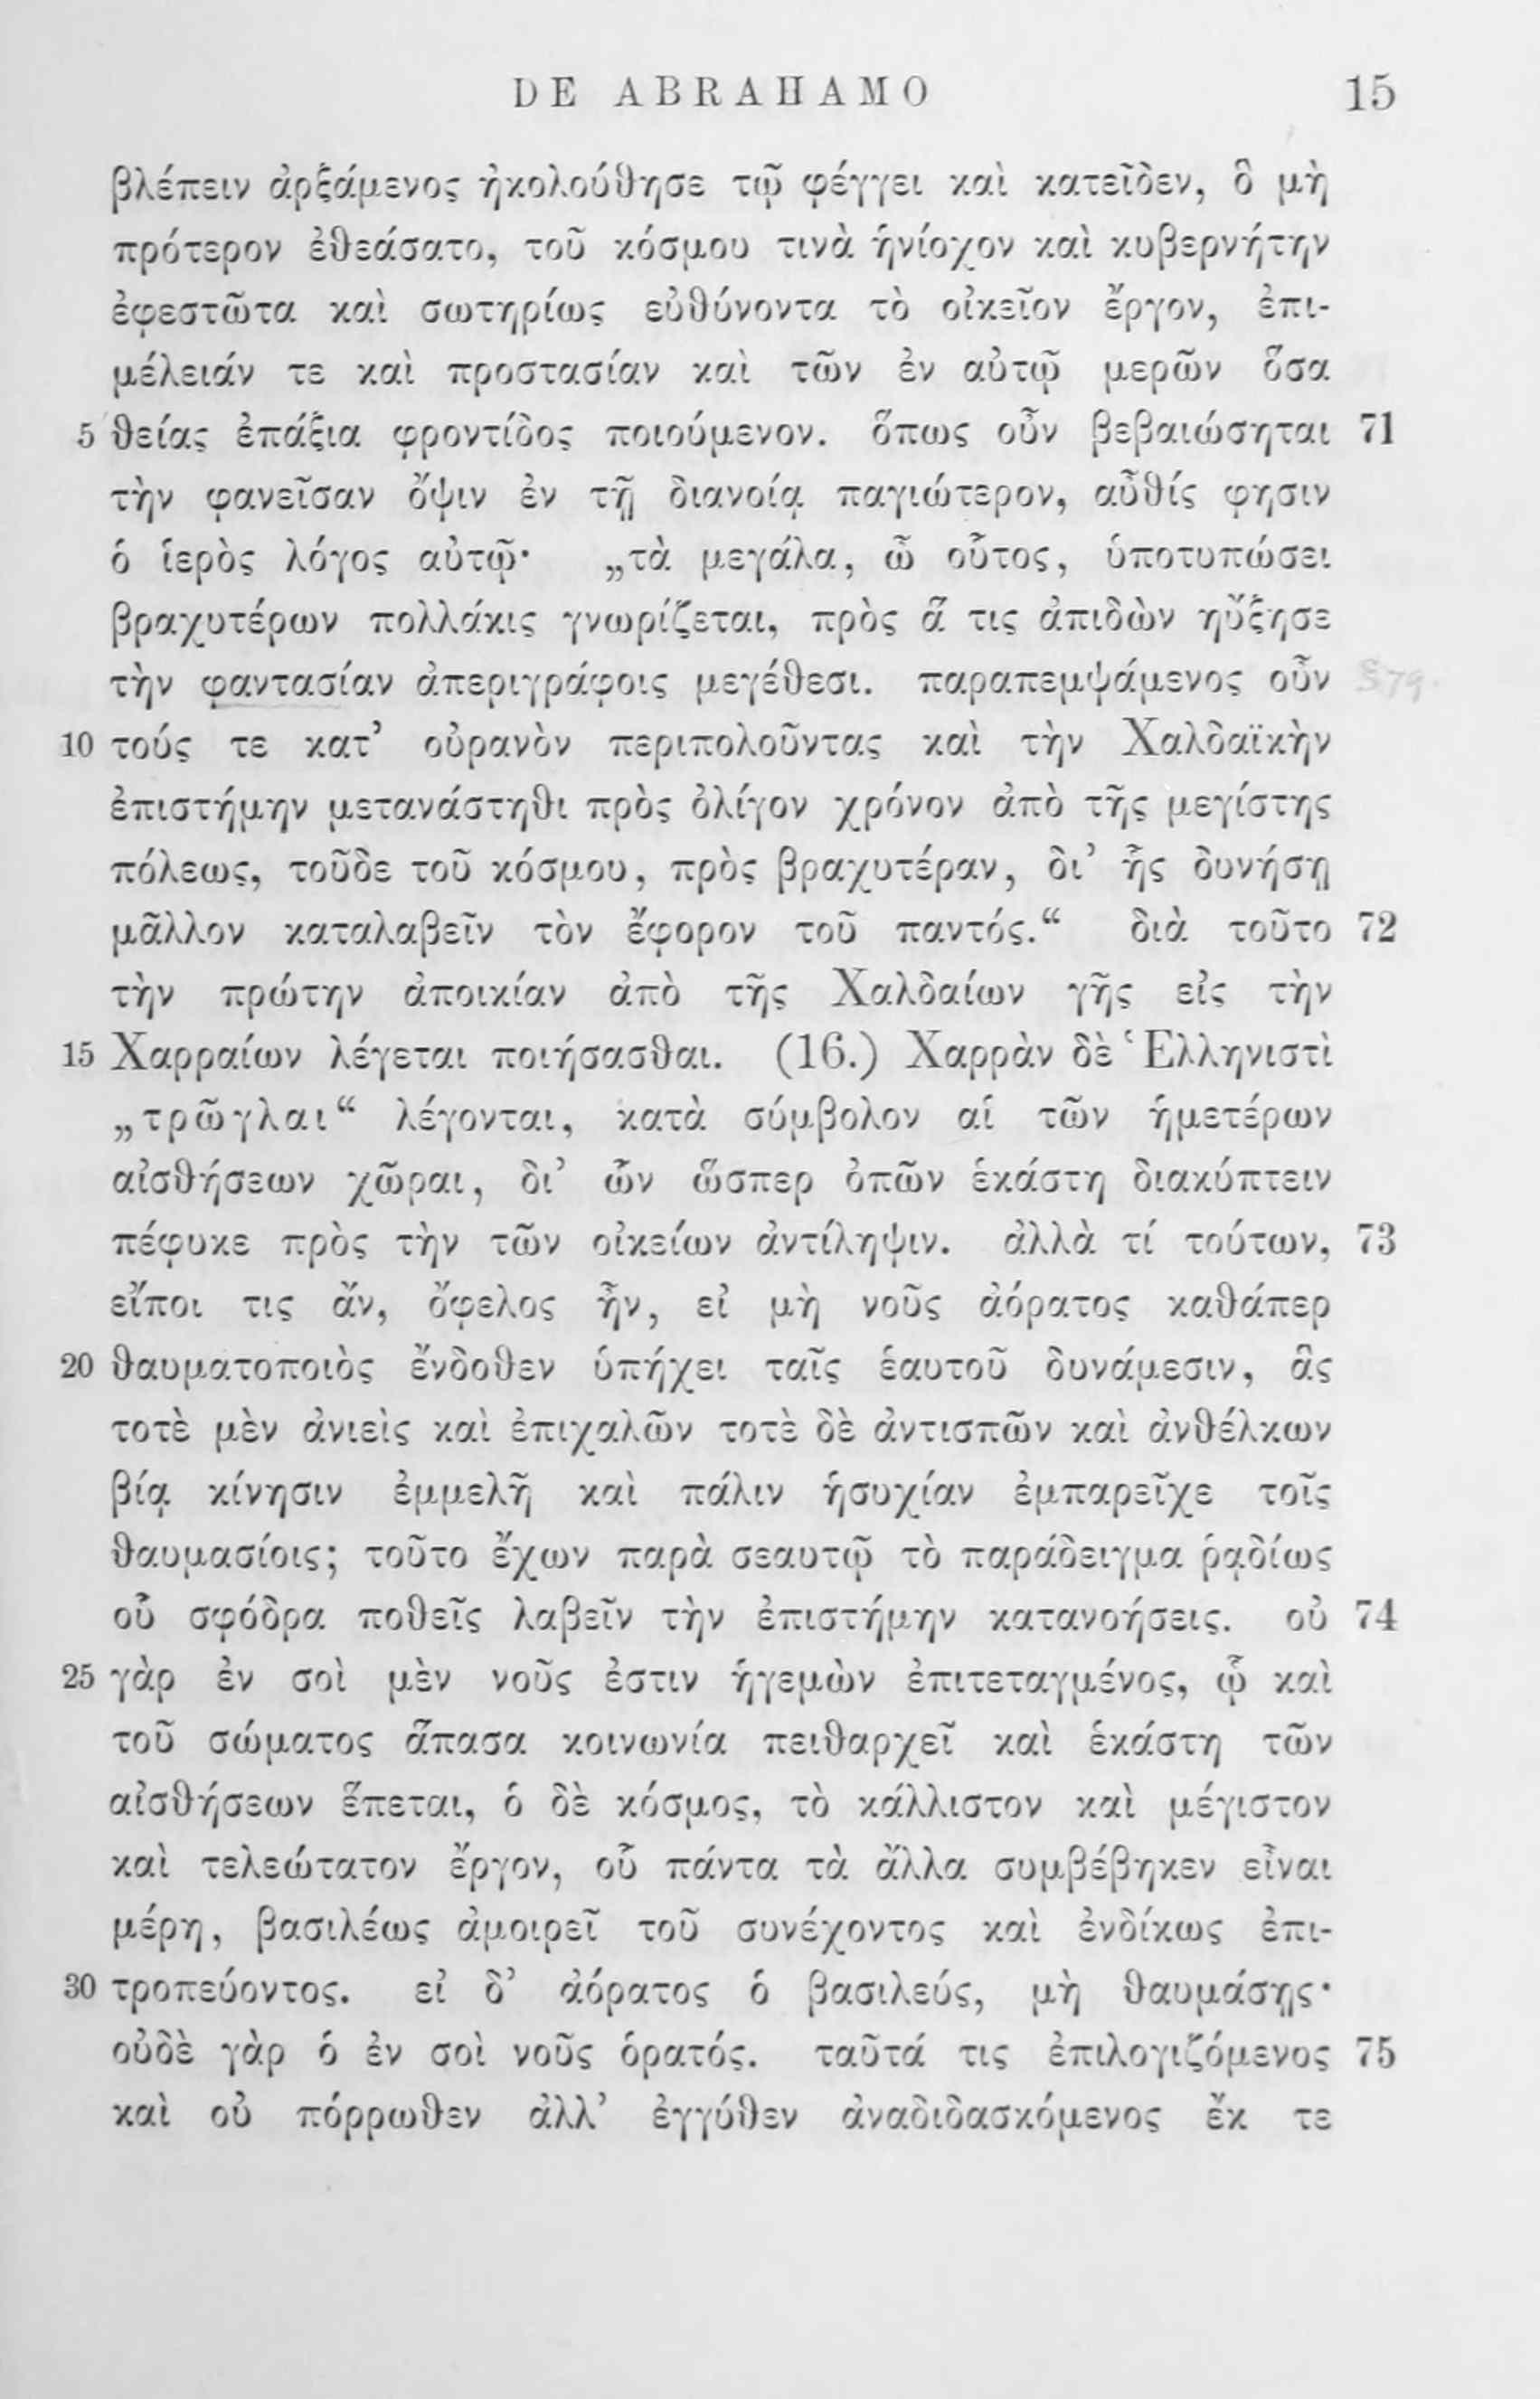 DE ABRAHAMO 15
βλέπειν ἀρξάμενος ἠκολούθησε τῷ φέγγει καὶ κατεῖδεν, ὃ μὴ
πρότερον ἐθεάσατο, τοῦ κόσμου τινὰ ἡνίοχον καὶ κυβερνήτην
ἐφεστῶτα καὶ σωτηρίως εὐθύνοντα τὸ οἰκεῖον ἔργον, ἐπι-
μέλειάν τε καὶ προστασίαν καὶ τῶν ἐν αὐτῷ μερῶν ὅσα
5 θείας ἐπάξια φροντίδος ποιούμενον. ὅπως οὖν βεβαιώσηται 71
τὴν φανεῖσαν ὄψιν ἐν τῇ διανοίᾳ παγιώτερον, αὖθίς φησιν
ὁ ἱερὸς λόγος αὐτῷ· „τὰ μεγάλα, ὦ οὗτος, ὑποτυπώσει
βραχυτέρων πολλάκις γνωρίζεται, πρὸς ἅ τις ἀπιδὼν ηὔξησε
τὴν φαντασίαν ἀπεριγράφοις μεγέθεσι. παραπεμψάμενος οὖν §79.
10 τούς τε κατ’ οὐρανὸν περιπολοῦντας καὶ τὴν Χαλδαϊκὴν
ἐπιστήμην μετανάστηθι πρὸς ὀλίγον χρόνον ἀπὸ τῆς μεγίστης
πόλεως, τοῦδε τοῦ κόσμου, πρὸς βραχυτέραν, δι’ ἧς δυνήσῃ
μᾶλλον καταλαβεῖν τὸν ἔφορον τοῦ παντός.“ διὰ τοῦτο 72
τὴν πρώτην ἀποικίαν ἀπὸ τῆς Χαλδαίων γῆς εἰς τὴν
15 Χαρραίων λέγεται ποιήσασθαι. (16.) Χαρρὰν δὲ Ἑλληνιστὶ
„τρῶγλαι“ λέγονται, κατὰ σύμβολον αἱ τῶν ἡμετέρων
αἰσθήσεων χῶραι, δι’ ὧν ὥσπερ ὀπῶν ἑκάστη διακύπτειν
πέφυκε πρὸς τὴν τῶν οἰκείων ἀντίληψιν. ἀλλὰ τί τούτων, 73
εἴποι τις ἄν, ὄφελος ἦν, εἰ μὴ νοῦς ἀόρατος καθάπερ
20 θαυματοποιὸς ἔνδοθεν ὑπήχει ταῖς ἑαυτοῦ δυνάμεσιν, ἃς
τοτὲ μὲν ἀνιεὶς καὶ ἐπιχαλῶν τοτὲ δὲ ἀντισπῶν καὶ ἀνθέλκων
βίᾳ κίνησιν ἐμμελῆ καὶ πάλιν ἡσυχίαν ἐμπαρεῖχε τοῖς
θαυμασίοις; τοῦτο ἔχων παρὰ σεαυτῷ τὸ παράδειγμα ῥᾳδίως
οὗ σφόδρα ποθεῖς λαβεῖν τὴν ἐπιστήμην κατανοήσεις. οὐ 74
25 γὰρ ἐν σοὶ μὲν νοῦς ἐστιν ἡγεμὼν ἐπιτεταγμένος, ᾧ καὶ
τοῦ σώματος ἅπασα κοινωνία πειθαρχεῖ καὶ ἑκάστη τῶν
αἰσθήσεων ἕπεται, ὁ δὲ κόσμος, τὸ κάλλιστον καὶ μέγιστον
καὶ τελεώτατον ἔργον, οὗ πάντα τὰ ἄλλα συμβέβηκεν εἶναι
μέρη, βασιλέως ἀμοιρεῖ τοῦ συνέχοντος καὶ ἐνδίκως ἐπι-
30 τροπεύοντος. εἰ δ’ ἀόρατος ὁ βασιλεύς, μὴ θαυμάσῃς·
οὐδὲ γὰρ ὁ ἐν σοὶ νοῦς ὁρατός. ταῦτά τις ἐπιλογιζόμενος 75
καὶ οὐ πόρρωθεν ἀλλ’ ἐγγύθεν ἀναδιδασκόμενος ἔκ τε